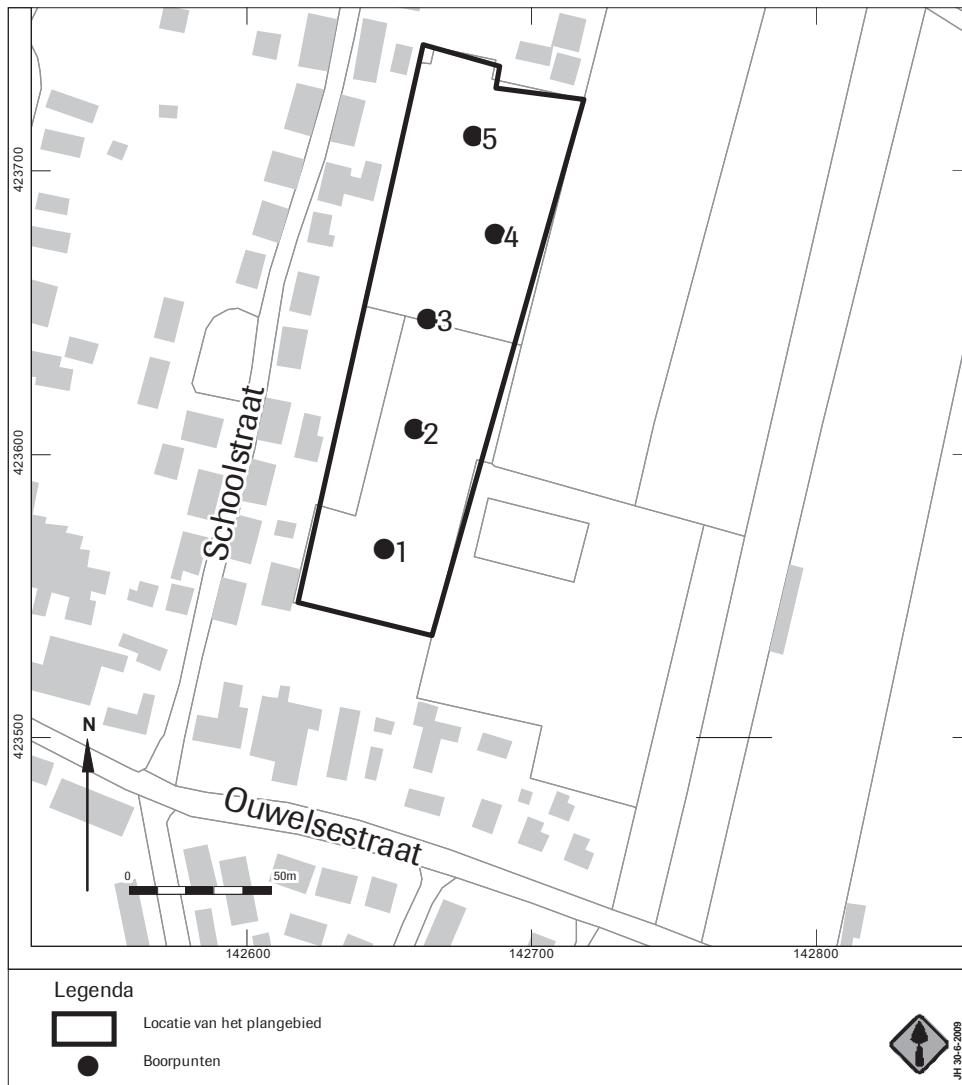 5
423700
4
3
Schoolstraat
2
423600
1
423500
N
Ouwelsestraat
0 50m
142600 142700 142800
Legenda
Locatie van het plangebied
Boorpunten
JH 30-6-2009